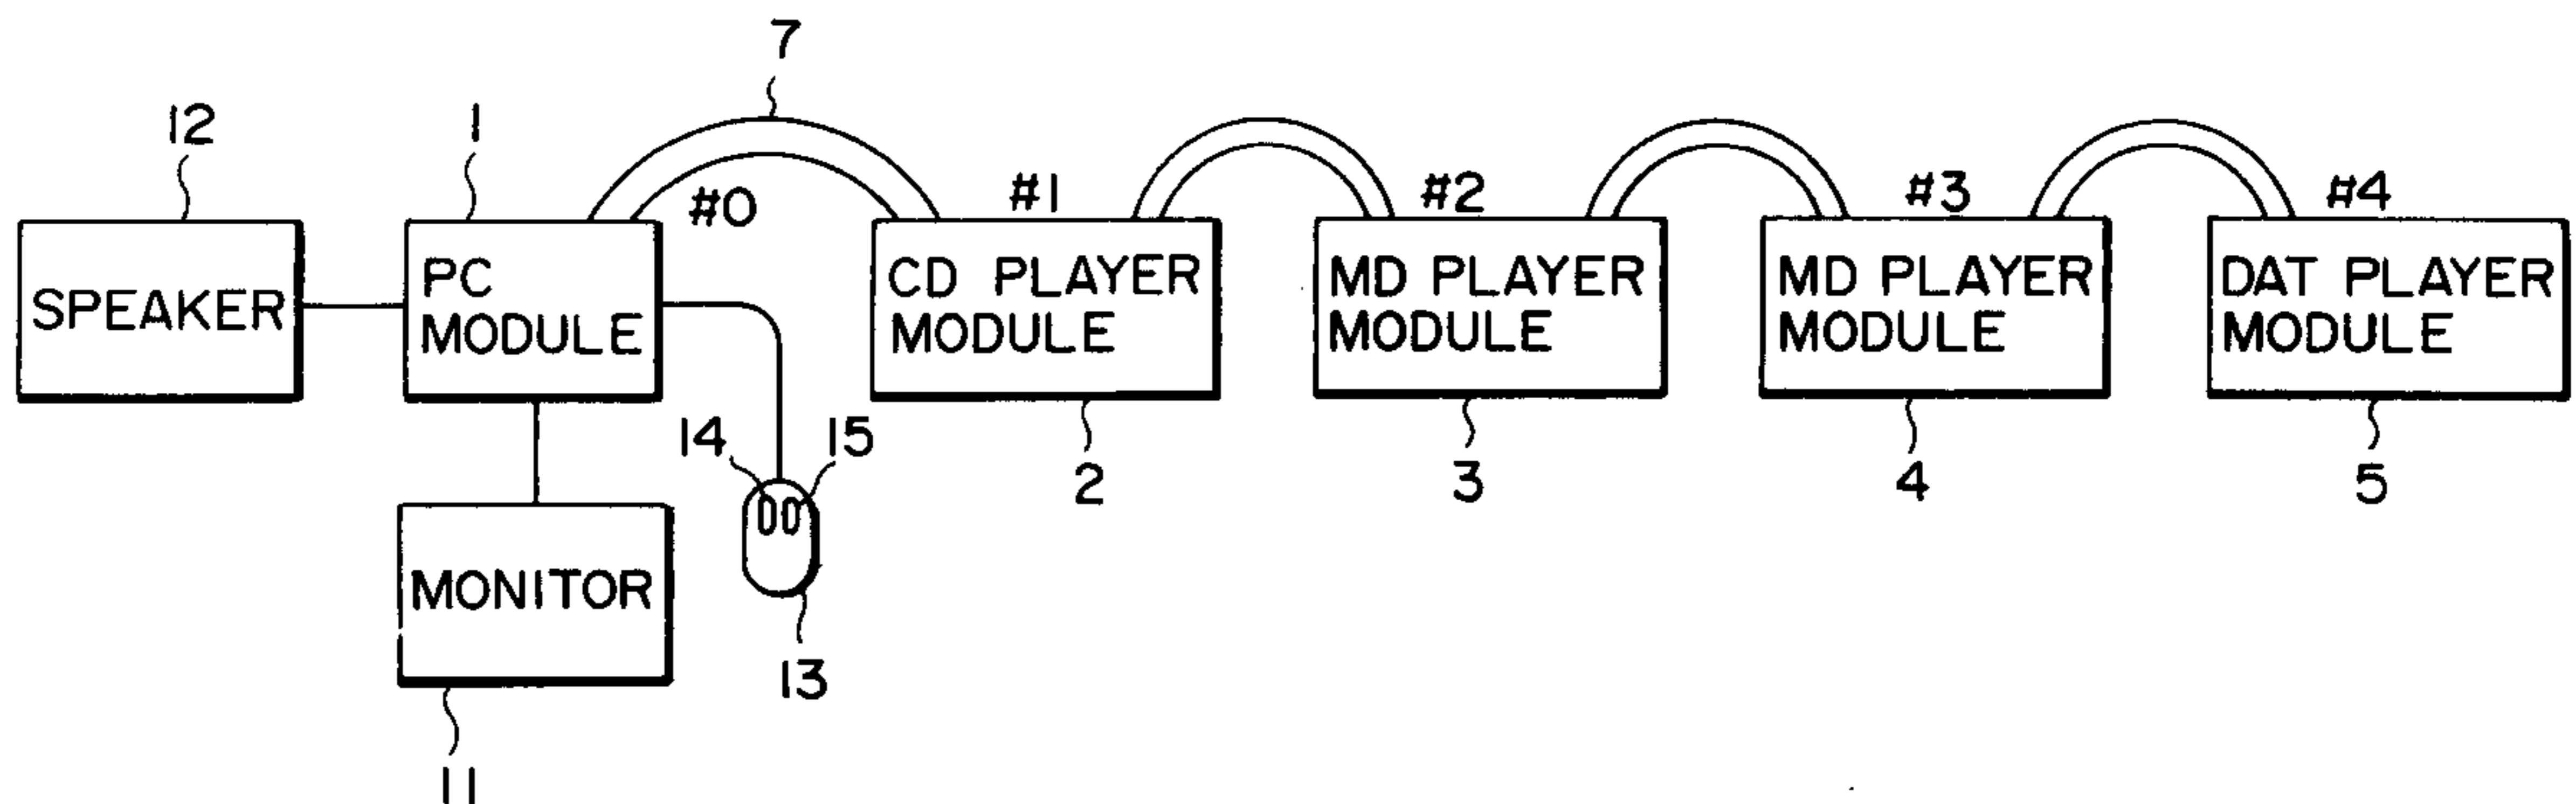 7
12
1
#0
#1
#2
#3
#4
SPEAKER
PC
MODULE
CD PLAYER
MODULE
MD PLAYER
MODULE
MD PLAYER
MODULE
DAT PLAYER
MODULE
14
15
2
3
4
5
MONITOR
13
11